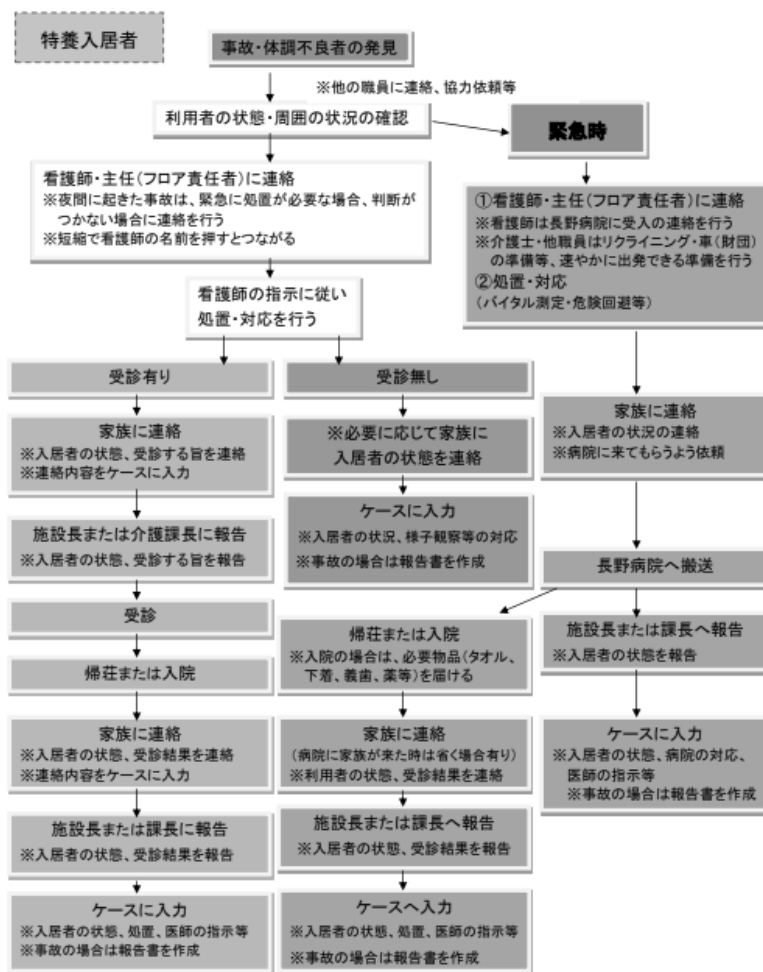 特養入居者
事故・体調不良者の発見
※他の職員に連絡、協力依頼等
利用者の状態・周囲の状況の確認
緊急時
看護師・主任(フロア責任者)に連絡
※夜間に起きた事故は、緊急に処置が必要な場合、判断が
つかない場合に連絡を行う
※短縮で看護師の名前を押すとつながる
①看護師・主任(フロア責任者)に連絡
※看護師は長野病院に受入の連絡を行う
※介護士・他職員はリクライニング・車(財団)
の準備等、速やかに出発できる準備を行う
②処置・対応
(バイタル測定・危険回避等)
看護師の指示に従い
処置・対応を行う
受診有り
家族に連絡
※入居者の状態、受診する旨を連絡
※連絡内容をケースに入力
施設長または介護課長に報告
※入居者の状態、受診する旨を報告
受診
帰荘または入院
家族に連絡
※入居者の状態、受診結果を連絡
※連絡内容をケースに入力
施設長または課長に報告
※入居者の状態、受診結果を報告
ケースに入力
※入居者の状態、処置、医師の指示等
※事故の場合は報告書を作成
受診無し
※必要に応じて家族に
入居者の状態を連絡
ケースに入力
※入居者の状況、様子観察等の対応
※事故の場合は報告書を作成
家族に連絡
※入居者の状況の連絡
※病院に来てもらうよう依頼
長野病院へ搬送
帰荘または入院
※入院の場合は、必要物品(タオル、
下着、義歯、薬等)を届ける
家族に連絡
(病院に家族が来た時は省く場合有り)
※利用者の状態、受診結果を連絡
施設長または課長へ報告
※入居者の状態、受診結果を報告
ケースへ入力
※入居者の状態、処置、医師の指示等
※事故の場合は報告書を作成
施設長または課長へ報告
※入居者の状態を報告
ケースに入力
※入居者の状態、病院の対応、
医師の指示等
※事故の場合は報告書を作成